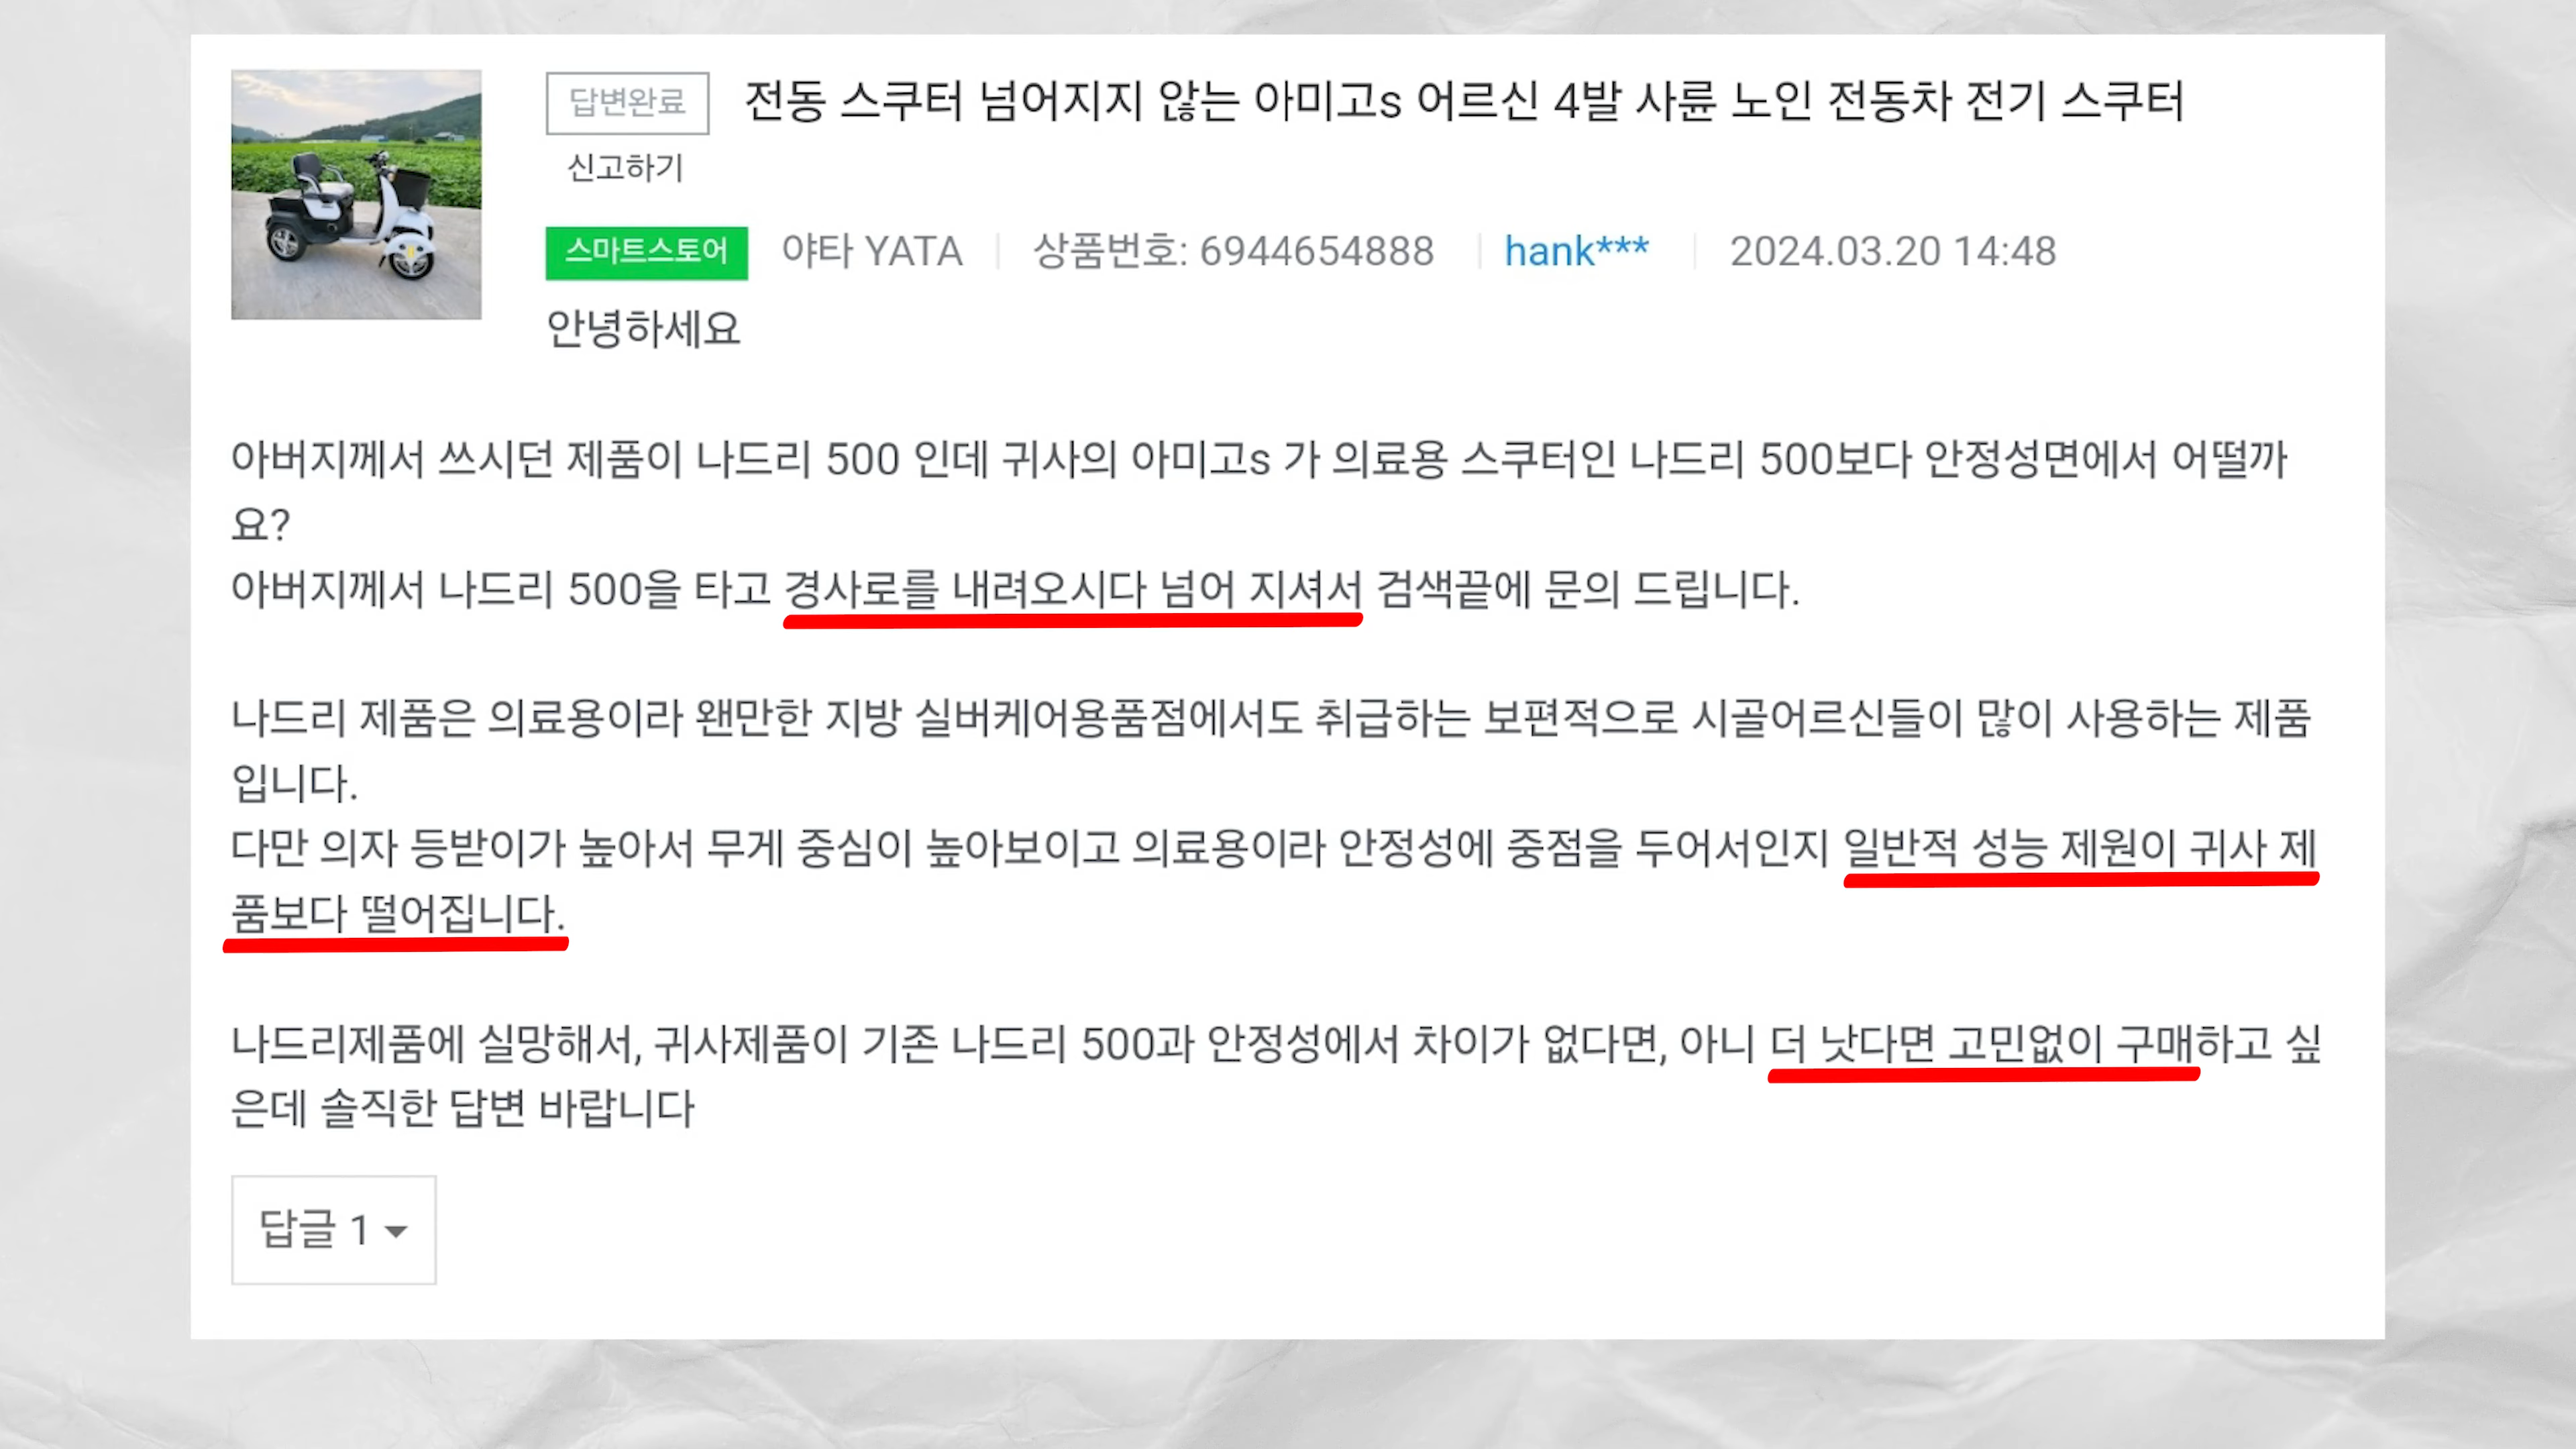 답변완료 전동 스쿠터 넘어지지 않는 아미고s 어르신 4발 사륜 노인 전동차 전기 스쿠터
신고하기
스마트스토어 야타 YATA 상품번호: 6944654888 hank*** 2024.03.20 14:48
안녕하세요
아버지께서 쓰시던 제품이 나드리 500 인데 귀사의 아미고s 가 의료용 스쿠터인 나드리 500보다 안정성면에서 어떨까
요?
아버지께서 나드리 500을 타고 경사로를 내려오시다 넘어 지셔서 검색끝에 문의 드립니다.
나드리 제품은 의료용이라 왠만한 지방 실버케어용품점에서도 취급하는 보편적으로 시골어르신들이 많이 사용하는 제품
입니다.
다만 의자 등받이가 높아서 무게 중심이 높아보이고 의료용이라 안정성에 중점을 두어서인지 일반적 성능 제원이 귀사 제
품보다 떨어집니다.
나드리제품에 실망해서, 귀사제품이 기존 나드리 500과 안정성에서 차이가 없다면, 아니 더 낫다면 고민없이 구매하고 싶
은데 솔직한 답변 바랍니다
답글 1